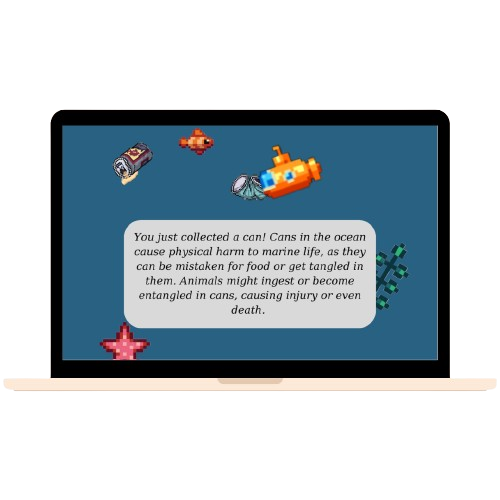 You just collected a can! Cans in the ocean
cause physical harm to marine life, as they
can be mistaken for food or get tangled in
them. Animals might ingest or become
entangled in cans, causing injury or even
death.